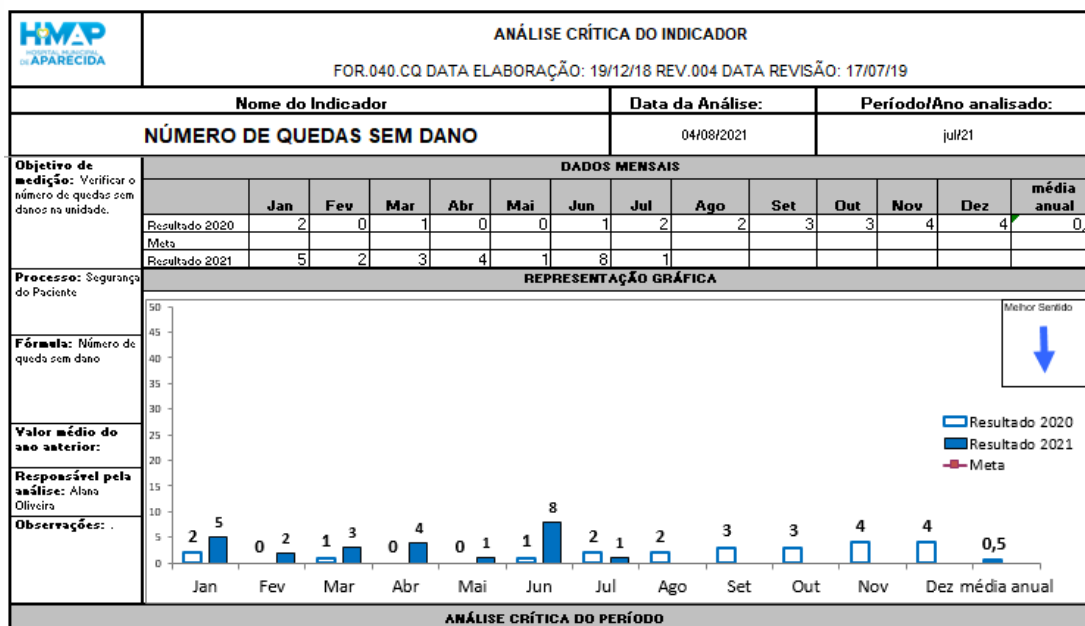 HMAP
HOSPITAL MUNICIPAL
DE APARECIDA
ANÁLISE CRÍTICA DO INDICADOR
FOR.040.CQ DATA ELABORAÇÃO: 19/12/18 REV.004 DATA REVISÃO: 17/07/19
Nome do Indicador Data da Análise: Período/Ano analisado:
NÚMERO DE QUEDAS SEM DANO 04/08/2021 jul/21
Objetivo de
medição: Verificar o
número de quedas sem
danos na unidade.
DADOS MENSAIS
Jan Fev Mar Abr Mai Jun Jul Ago Set Out Nov Dez média anual
Resultado 2020 2 0 1 0 0 1 2 2 3 3 4 4 0,
Meta
Resultado 2021 5 2 3 4 1 8 1
Processo: Segurança
do Paciente
Fórmula: Número de
queda sem dano
Valor médio do
ano anterior:
Responsável pela
análise: Alana
Oliveira
Observações: .
REPRESENTAÇÃO GRÁFICA
Melhor Sentido
50
45
40
35
30
25
20
15
10
5
0
Resultado 2020
Resultado 2021
Meta
2 5 0 2 1 3 0 4 0 1 1 8 2 1 2 3 3 4 4 0,5
Jan Fev Mar Abr Mai Jun Jul Ago Set Out Nov Dez média anual
ANÁLISE CRÍTICA DO PERÍODO